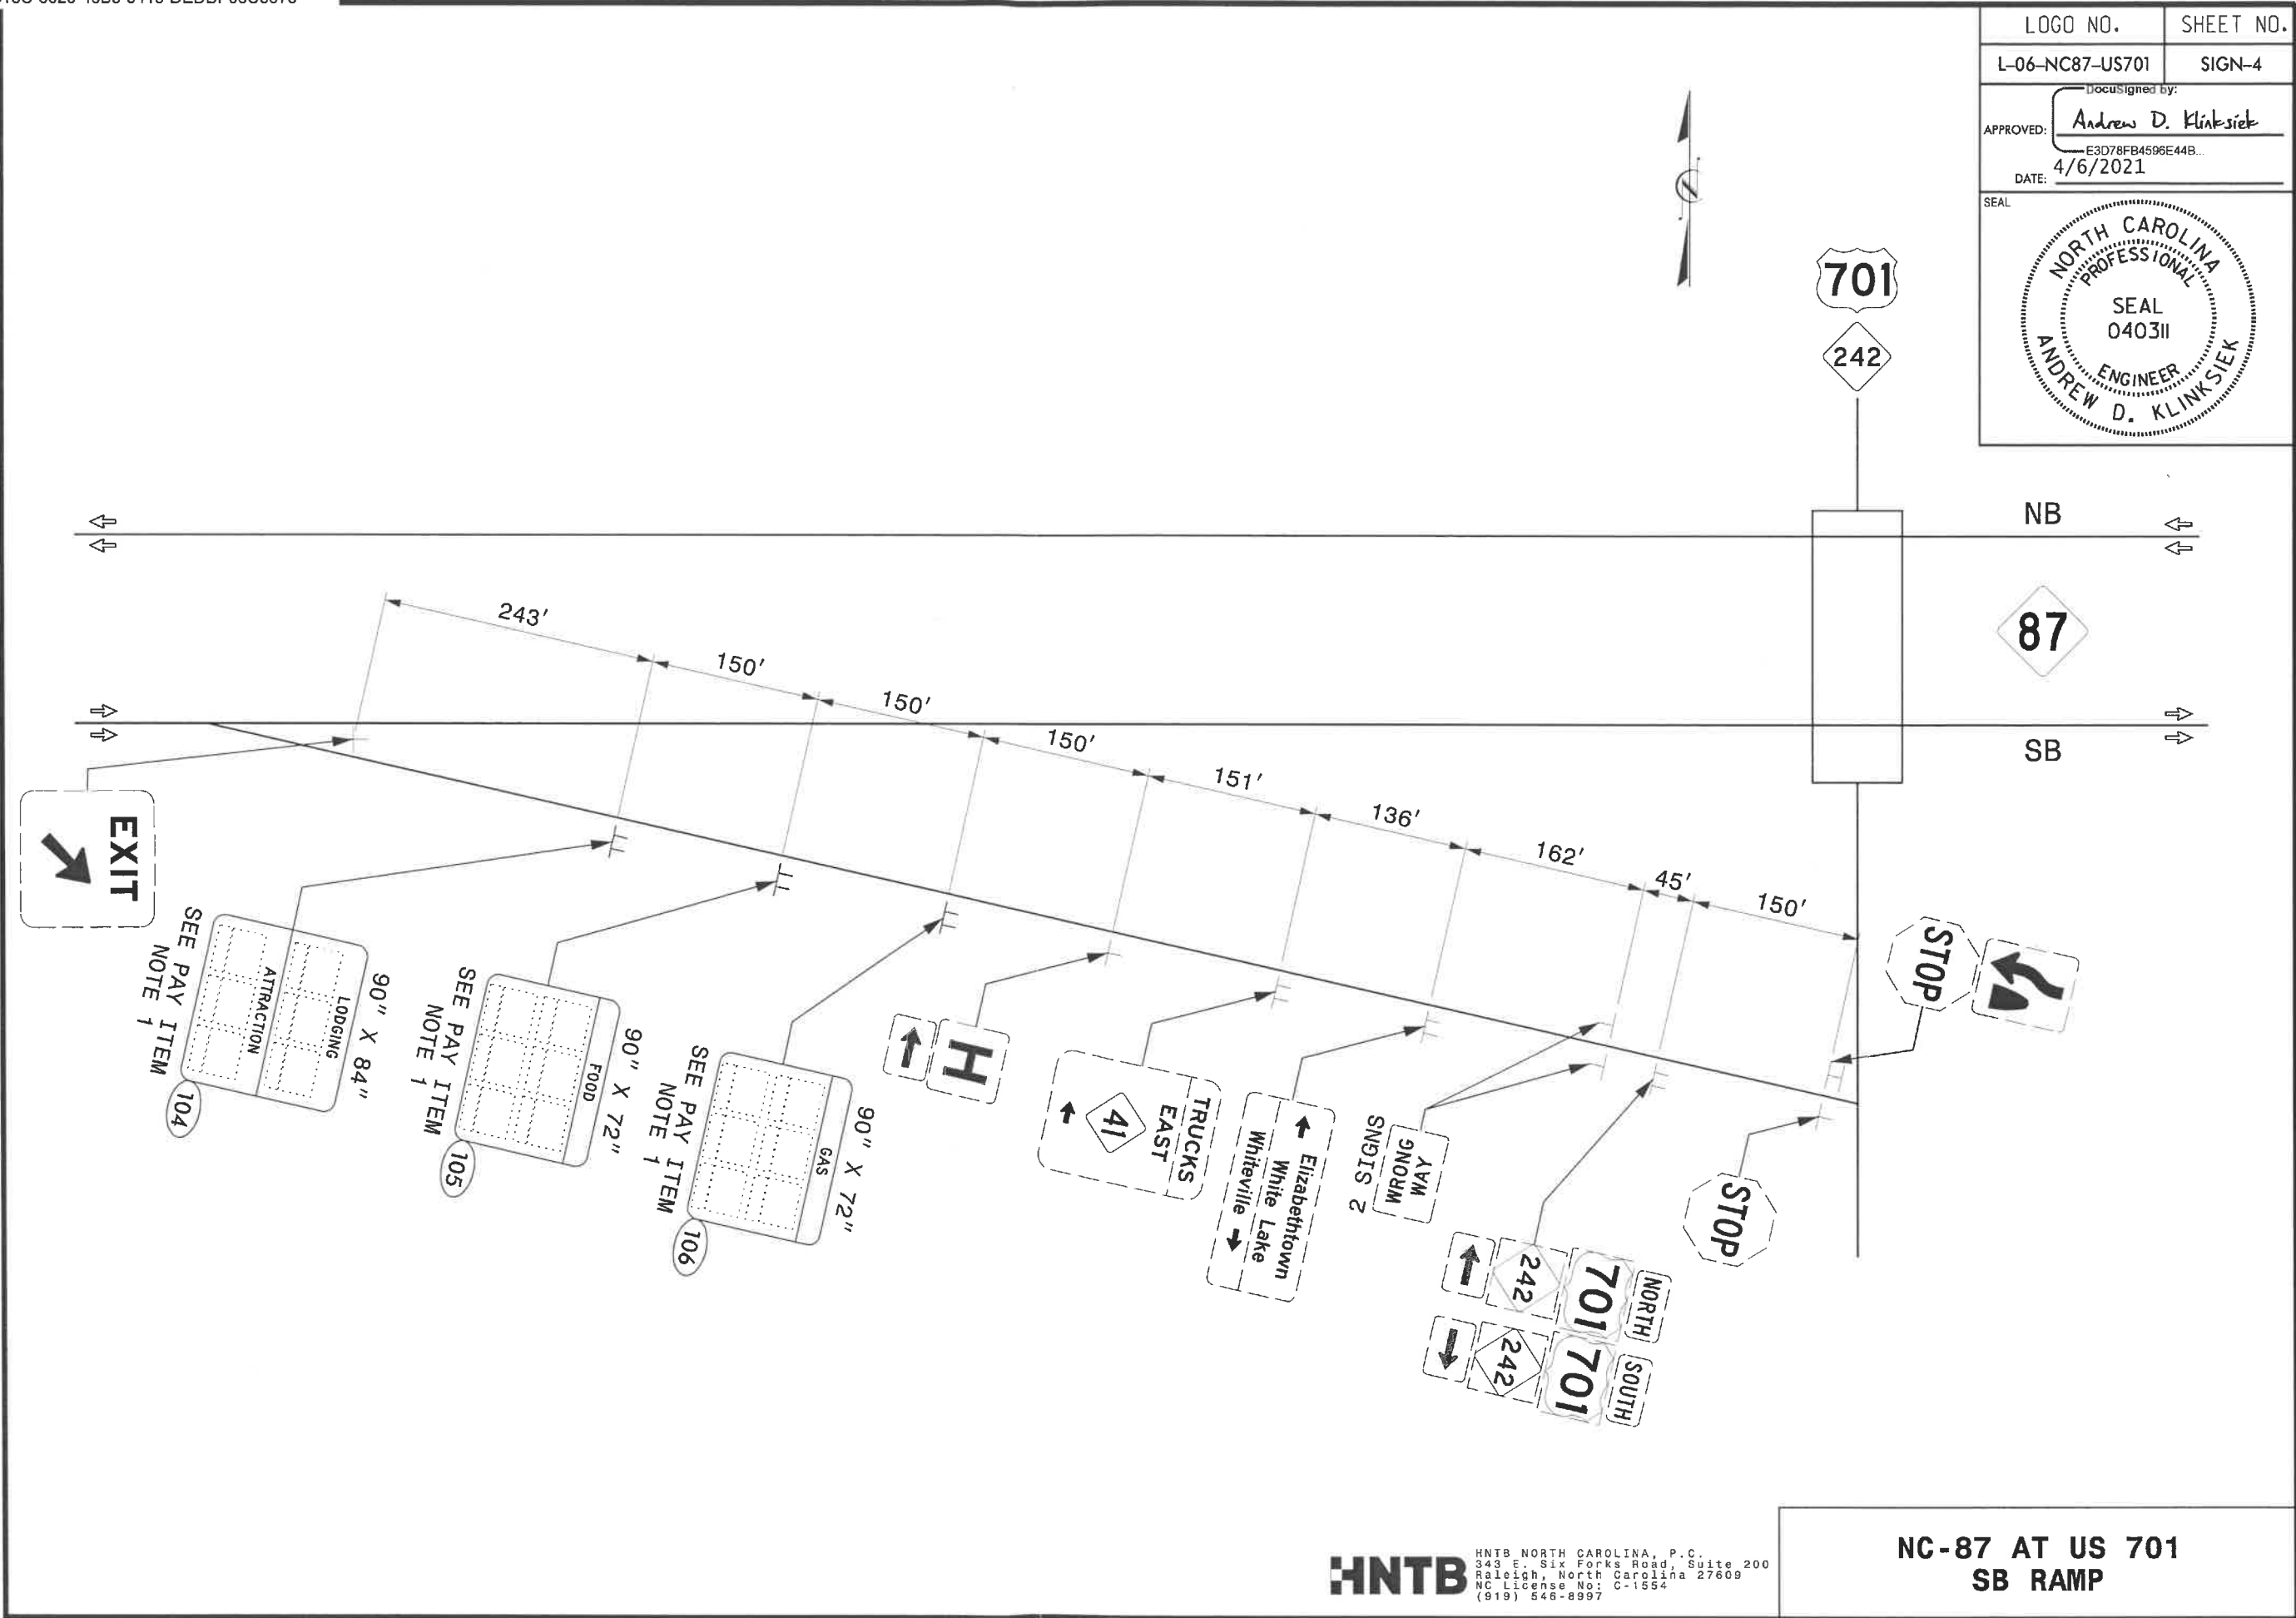 LOGO NO.
SHEET NO.
L-06-NC87-US701
SIGN-4
DocuSigned by:
APPROVED: Andrew D. Klinksiek
E3D78FB4596E44B...
DATE: 4/6/2021
SEAL
NORTH CAROLINA
PROFESSIONAL
SEAL
040311
ENGINEER
ANDREW D. KLINKSIEK
N
701
242
NB
87
SB
243'
150'
150'
150'
151'
136'
162'
45'
150'
EXIT
90" X 84"
LODGING
ATTRACTION
SEE PAY ITEM
NOTE 1
104
90" X 72"
FOOD
SEE PAY ITEM
NOTE 1
105
90" X 72"
GAS
SEE PAY ITEM
NOTE 1
106
H
TRUCKS
EAST
41
Elizabethtown
White Lake
Whiteville
WRONG
WAY
2 SIGNS
NORTH
701
242
SOUTH
701
242
STOP
STOP
HNTB
HNTB NORTH CAROLINA, P.C.
343 E. Six Forks Road, Suite 200
Raleigh, North Carolina 27609
NC License No: C-1554
(919) 546-8997
NC-87 AT US 701
SB RAMP